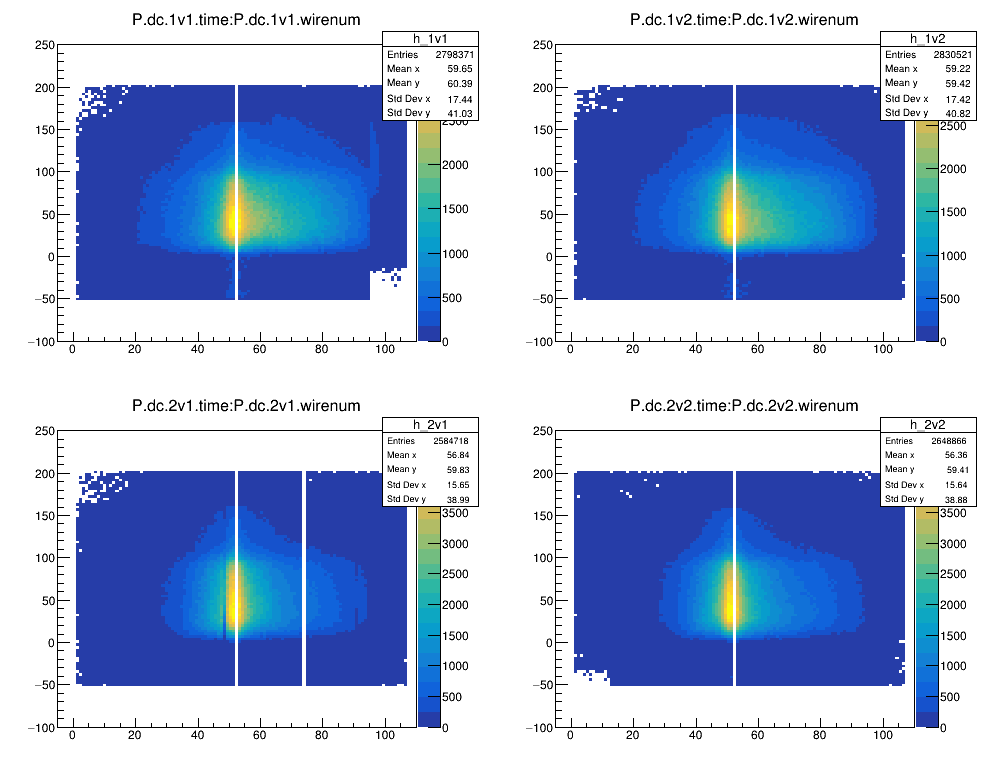 P.dc.1v1.time:P.dc.1v1.wirenum
h_1v1
Entries 2798371
Mean x 59.65
Mean y 60.39
Std Dev x 17.44
Std Dev y 41.03
250
200
150
100
50
0
−50
−100
0 20 40 60 80 100
2500
2000
1500
1000
500
0
P.dc.1v2.time:P.dc.1v2.wirenum
h_1v2
Entries 2830521
Mean x 59.22
Mean y 59.42
Std Dev x 17.42
Std Dev y 40.82
250
200
150
100
50
0
−50
−100
0 20 40 60 80 100
2500
2000
1500
1000
500
0
P.dc.2v1.time:P.dc.2v1.wirenum
h_2v1
Entries 2584718
Mean x 56.84
Mean y 59.83
Std Dev x 15.65
Std Dev y 38.99
250
200
150
100
50
0
−50
−100
0 20 40 60 80 100
3500
3000
2500
2000
1500
1000
500
0
P.dc.2v2.time:P.dc.2v2.wirenum
h_2v2
Entries 2648866
Mean x 56.36
Mean y 59.41
Std Dev x 15.64
Std Dev y 38.88
250
200
150
100
50
0
−50
−100
0 20 40 60 80 100
3500
3000
2500
2000
1500
1000
500
0